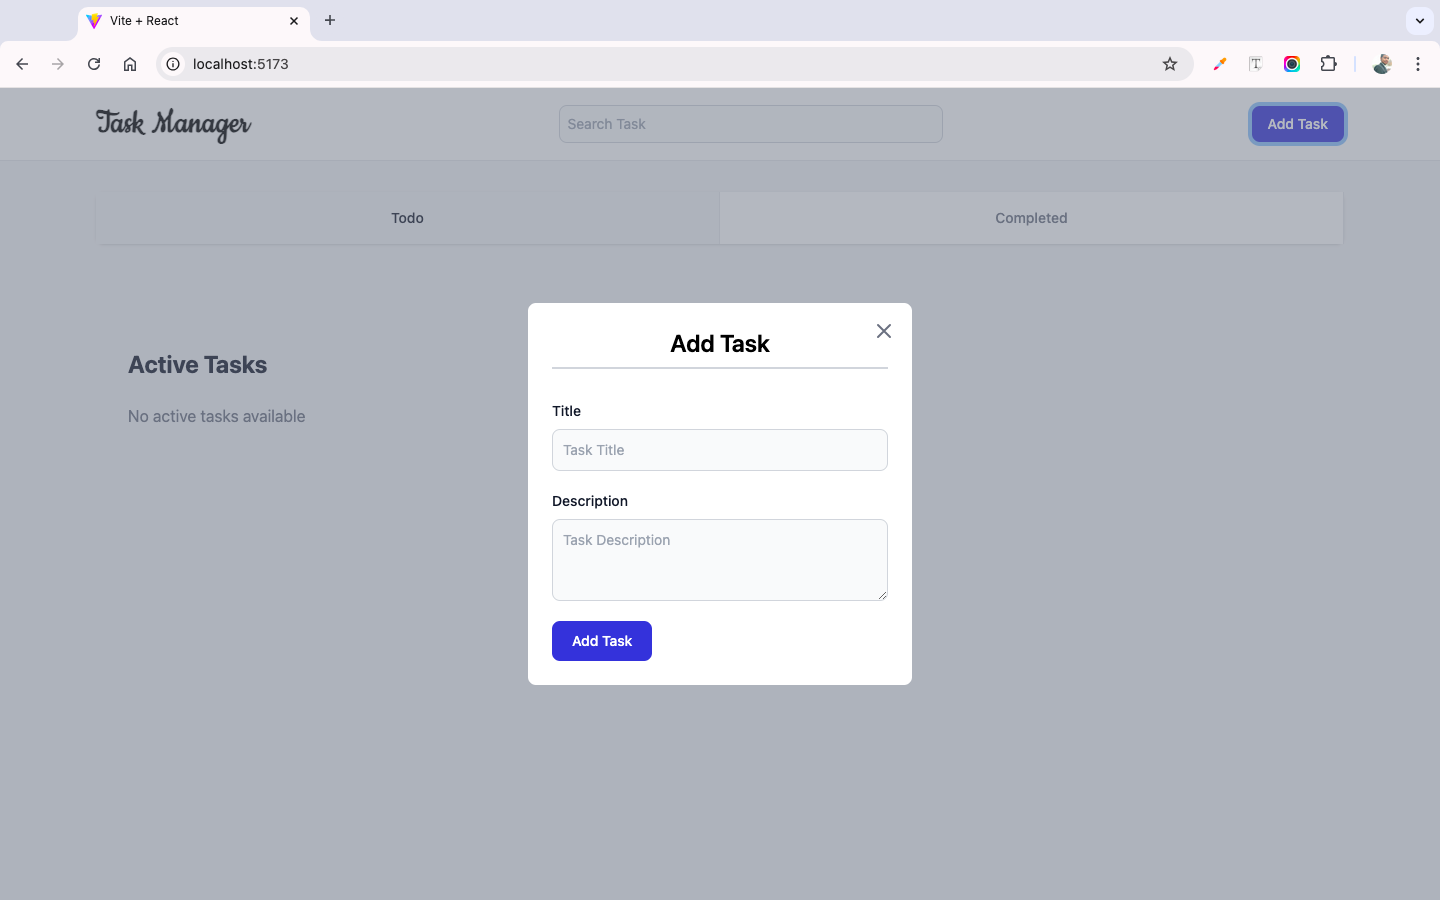 Vite + React
localhost:5173
Task Manager
Search Task
Add Task
Todo
Completed
Active Tasks
No active tasks available
Add Task
Title
Task Title
Description
Task Description
Add Task